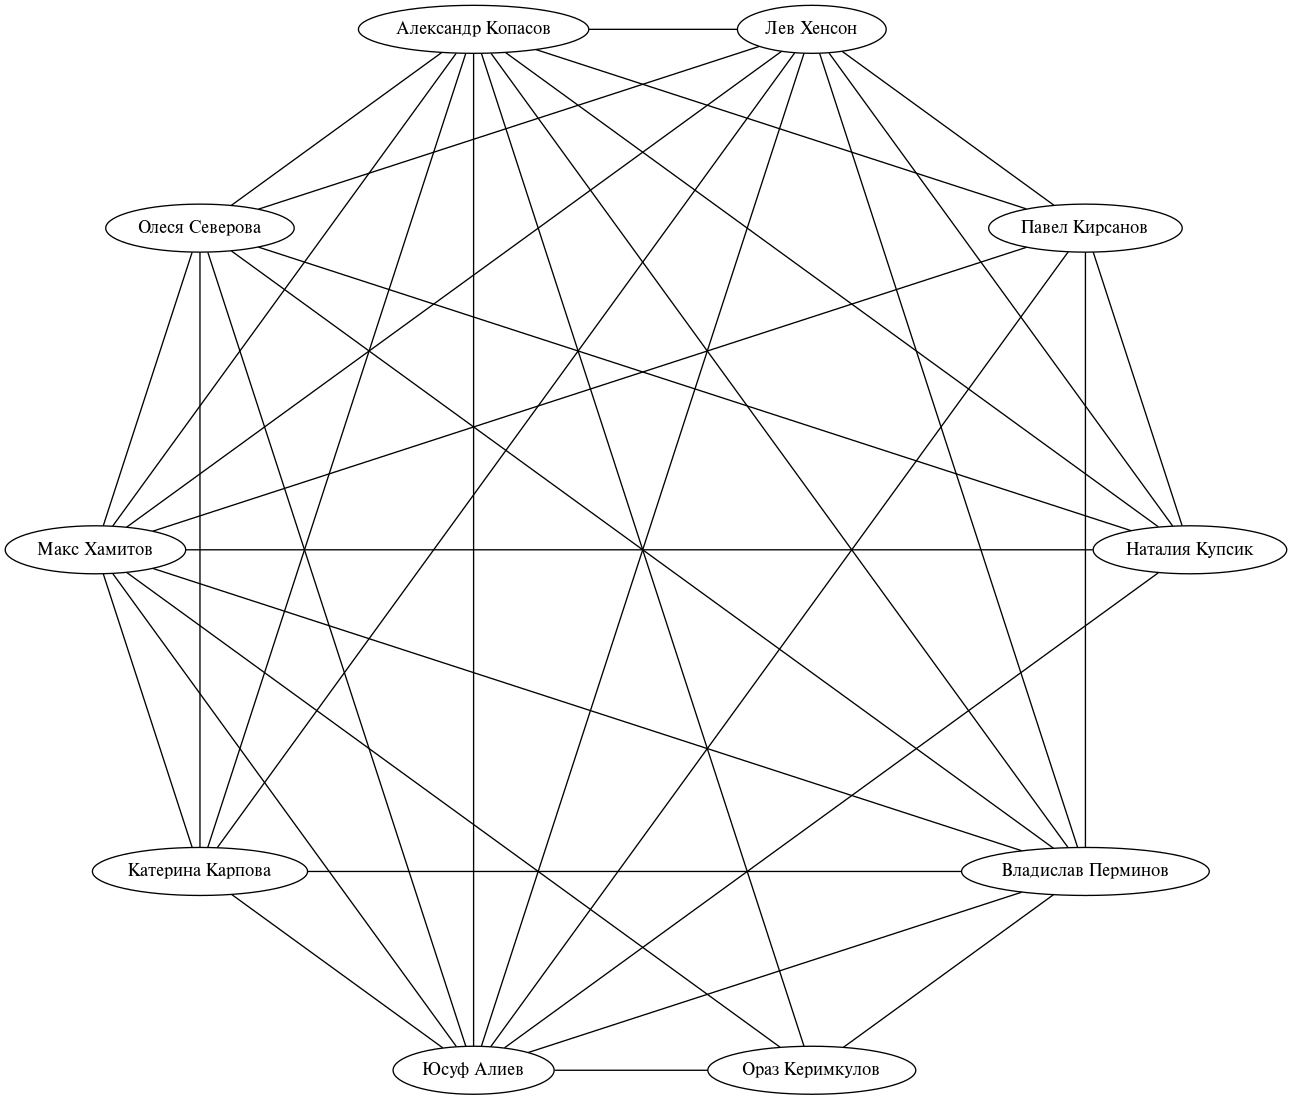 Александр Копасов
Лев Хенсон
Олеся Северова
Павел Кирсанов
Макс Хамитов
Наталия Купсик
Катерина Карпова
Владислав Перминов
Юсуф Алиев
Ораз Керимкулов